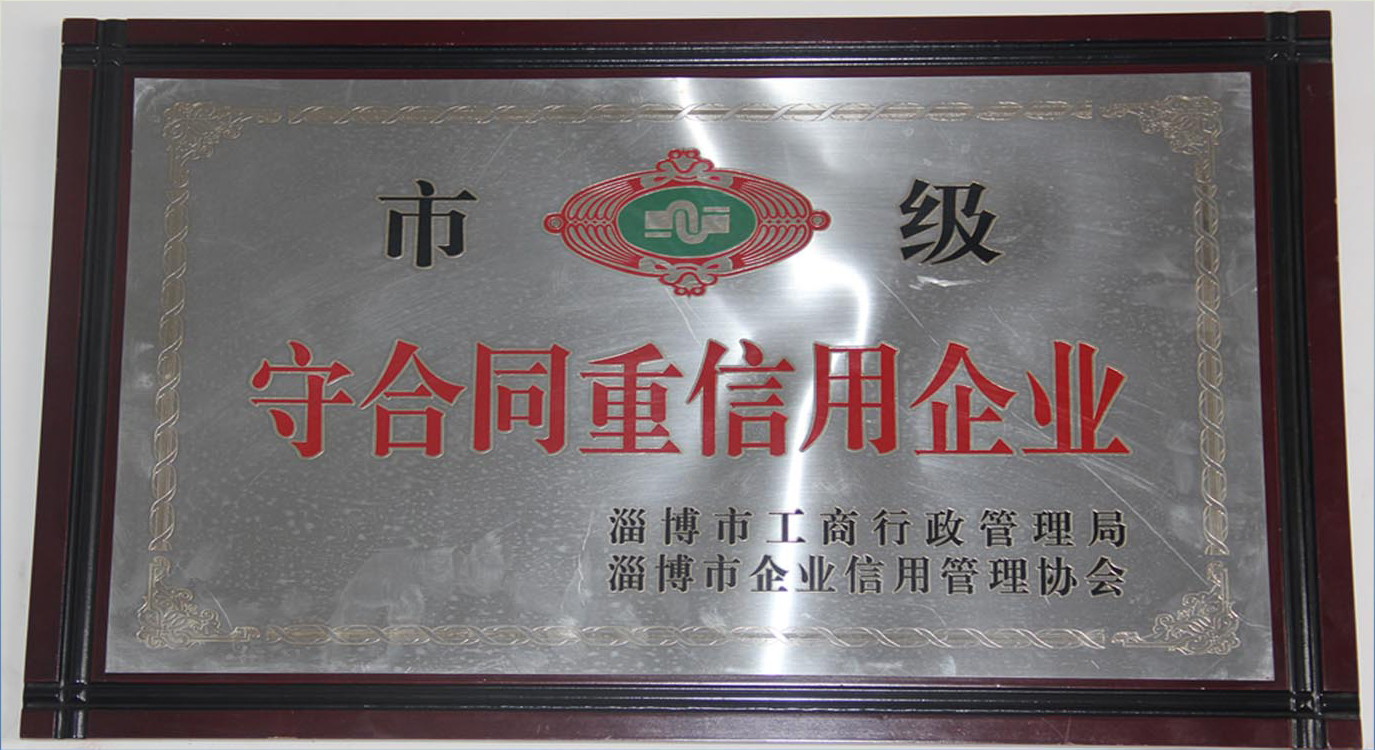 市 级
守合同重信用企业
淄博市工商行政管理局
淄博市企业信用管理协会